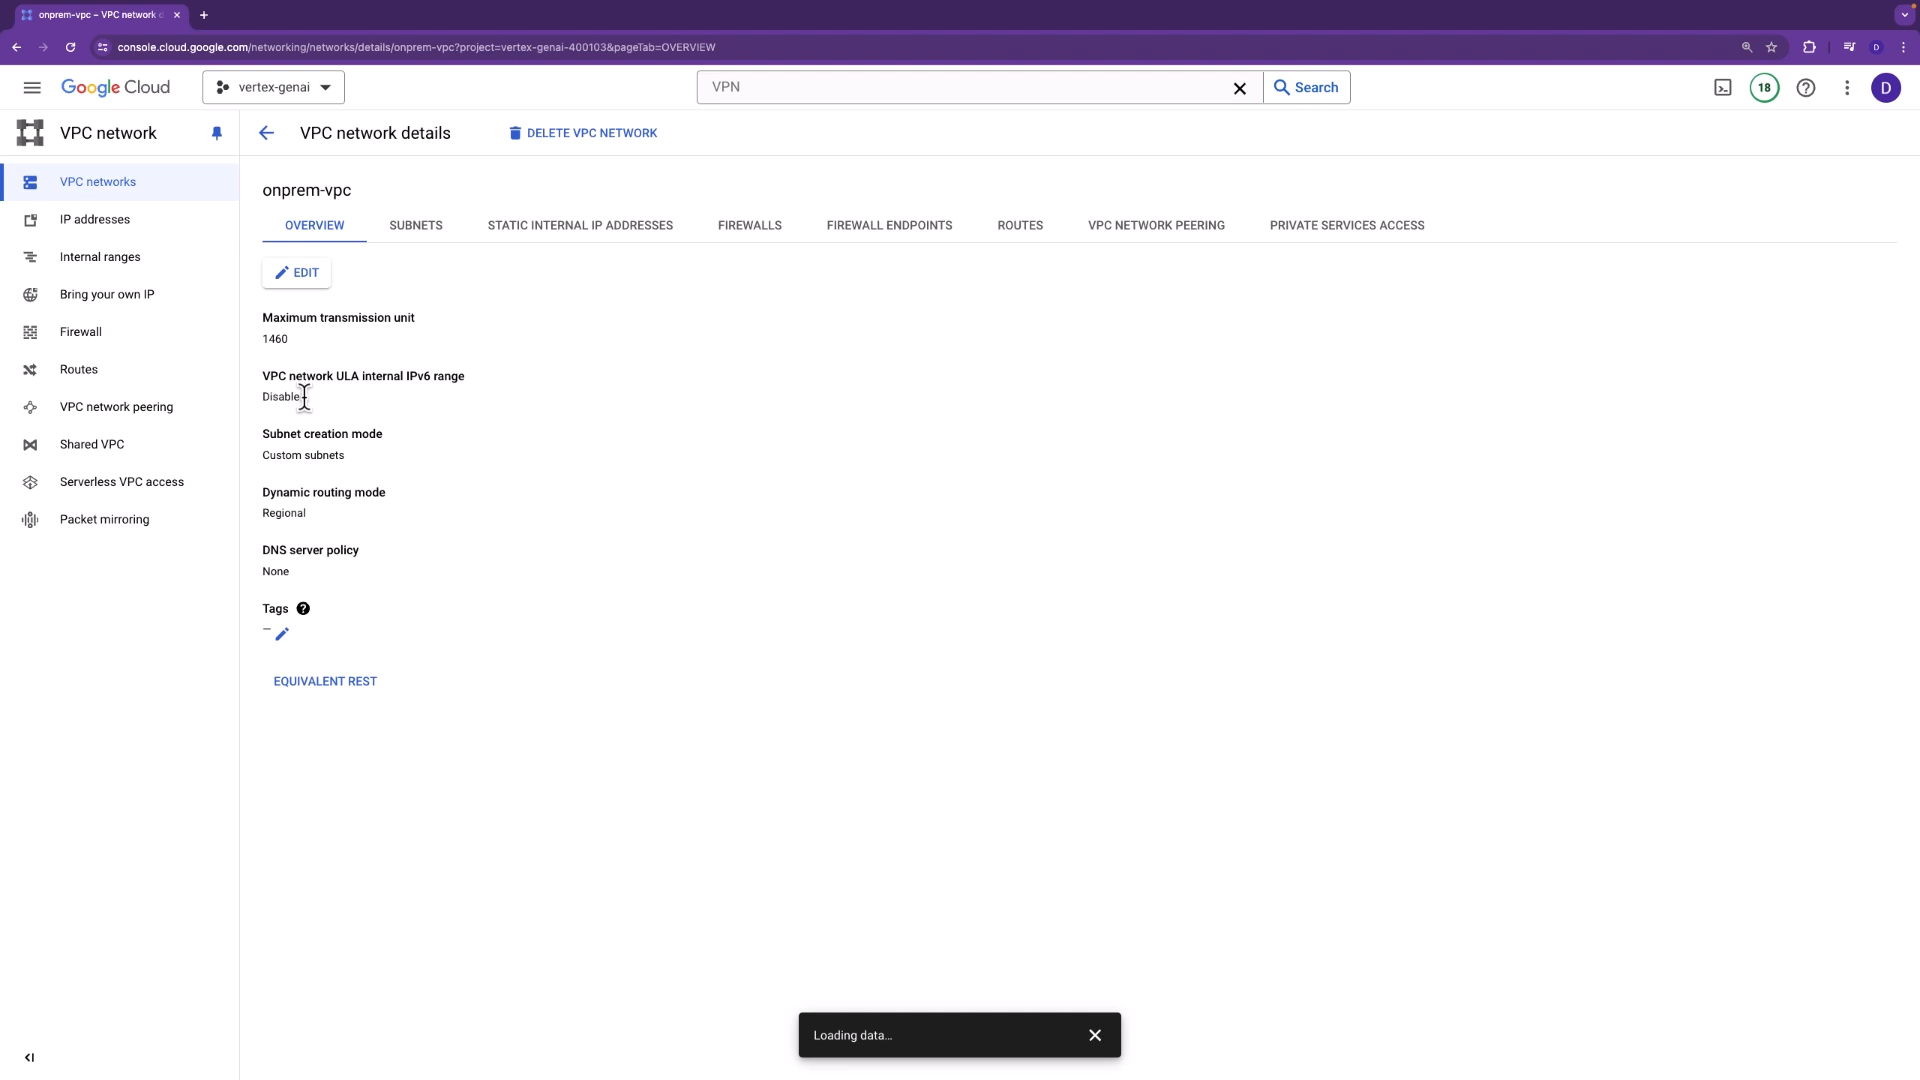 onprem-vpc – VPC network d
console.cloud.google.com/networking/networks/details/onprem-vpc?project=vertex-genai-400103&pageTab=OVERVIEW
D
Google Cloud
vertex-genai
VPN
Search
18
D
VPC network
VPC network details
DELETE VPC NETWORK
VPC networks
IP addresses
Internal ranges
Bring your own IP
Firewall
Routes
VPC network peering
Shared VPC
Serverless VPC access
Packet mirroring
onprem-vpc
OVERVIEW
SUBNETS
STATIC INTERNAL IP ADDRESSES
FIREWALLS
FIREWALL ENDPOINTS
ROUTES
VPC NETWORK PEERING
PRIVATE SERVICES ACCESS
EDIT
Maximum transmission unit
1460
VPC network ULA internal IPv6 range
Disable
Subnet creation mode
Custom subnets
Dynamic routing mode
Regional
DNS server policy
None
Tags
—
EQUIVALENT REST
Loading data...